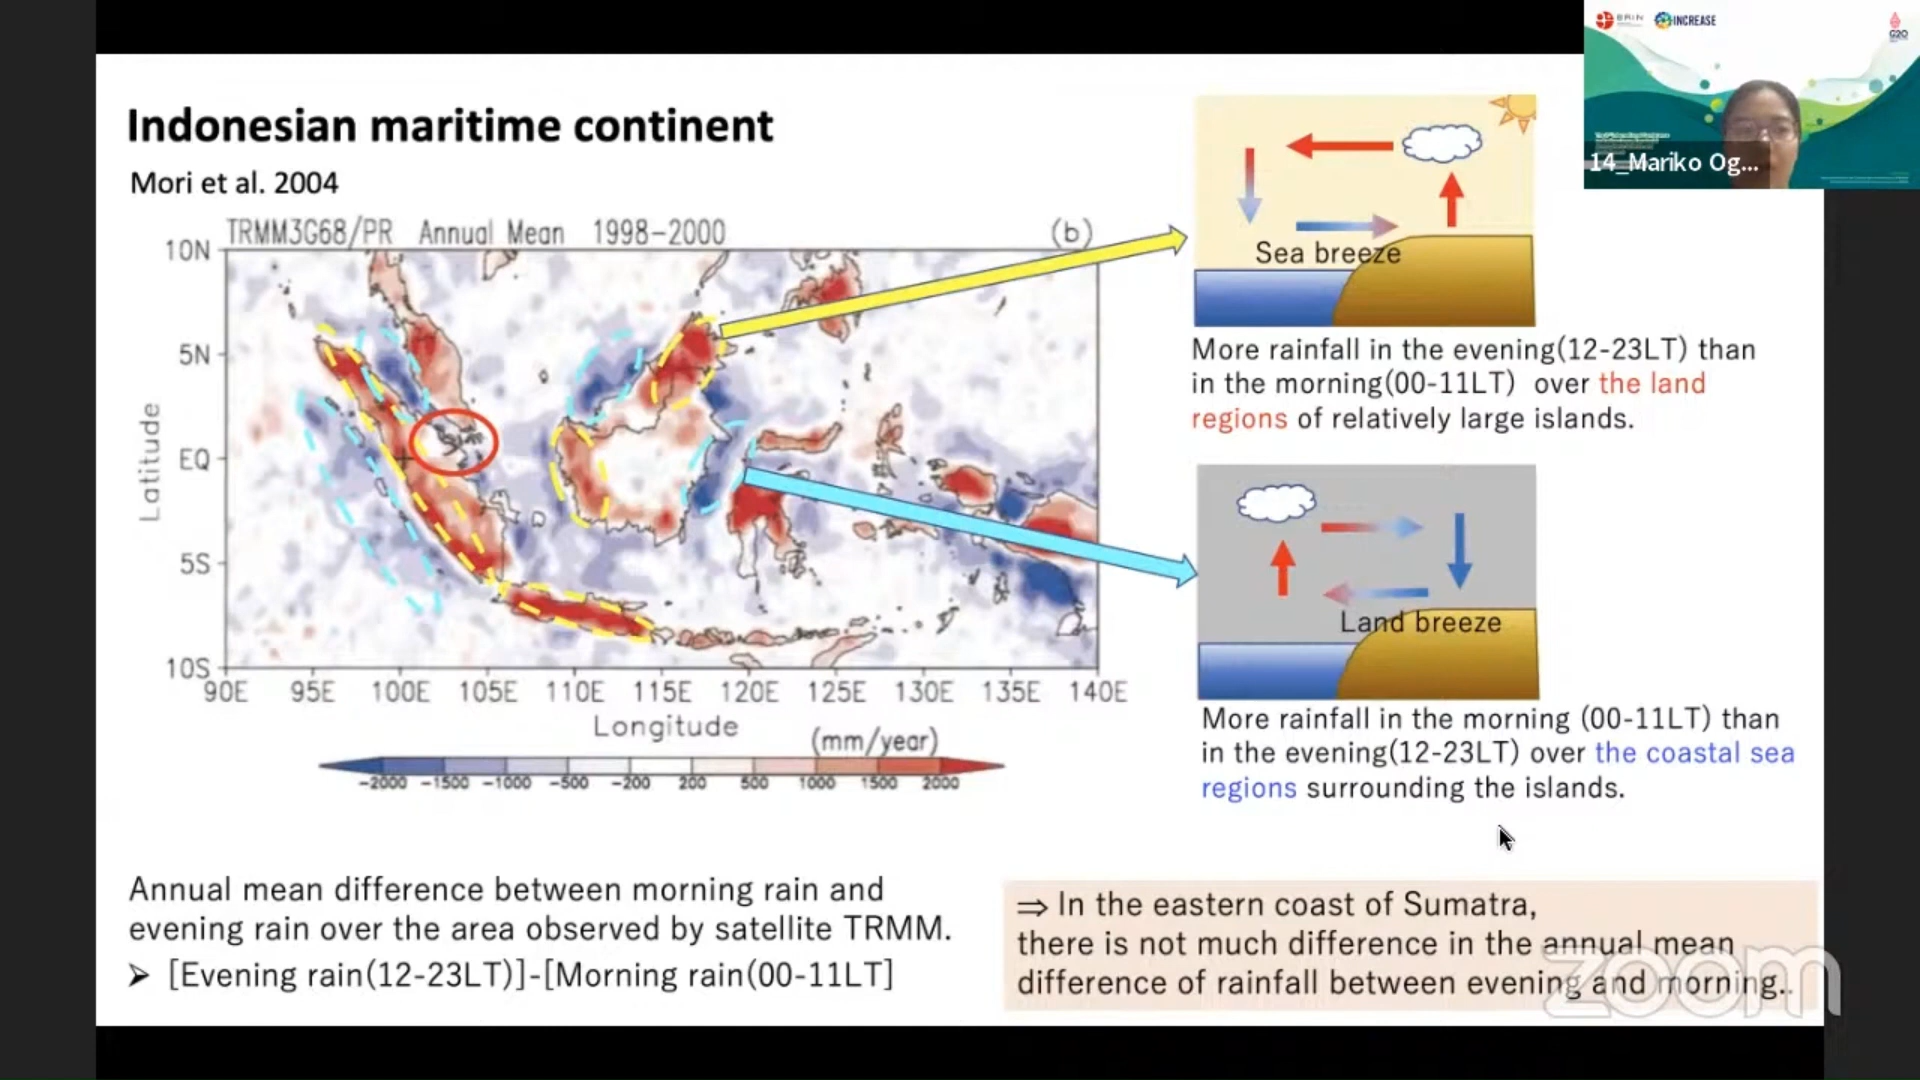 Indonesian maritime continent
Mori et al. 2004
TRMM3G68/PR Annual Mean 1998-2000 (b)
10N
5N
EQ
5S
10S
Latitude
90E 95E 100E 105E 110E 115E 120E 125E 130E 135E 140E
Longitude
(mm/year)
-2000 -1500 -1000 -500 -200 200 500 1000 1500 2000
Annual mean difference between morning rain and
evening rain over the area observed by satellite TRMM.
➤ [Evening rain(12-23LT)]-[Morning rain(00-11LT]
Sea breeze
More rainfall in the evening(12-23LT) than
in the morning(00-11LT) over the land
regions of relatively large islands.
Land breeze
More rainfall in the morning (00-11LT) than
in the evening(12-23LT) over the coastal sea
regions surrounding the islands.
⇒ In the eastern coast of Sumatra,
there is not much difference in the annual mean
difference of rainfall between evening and morning..
zoom
BRIN
INCREASE
G20
14_Mariko Og...